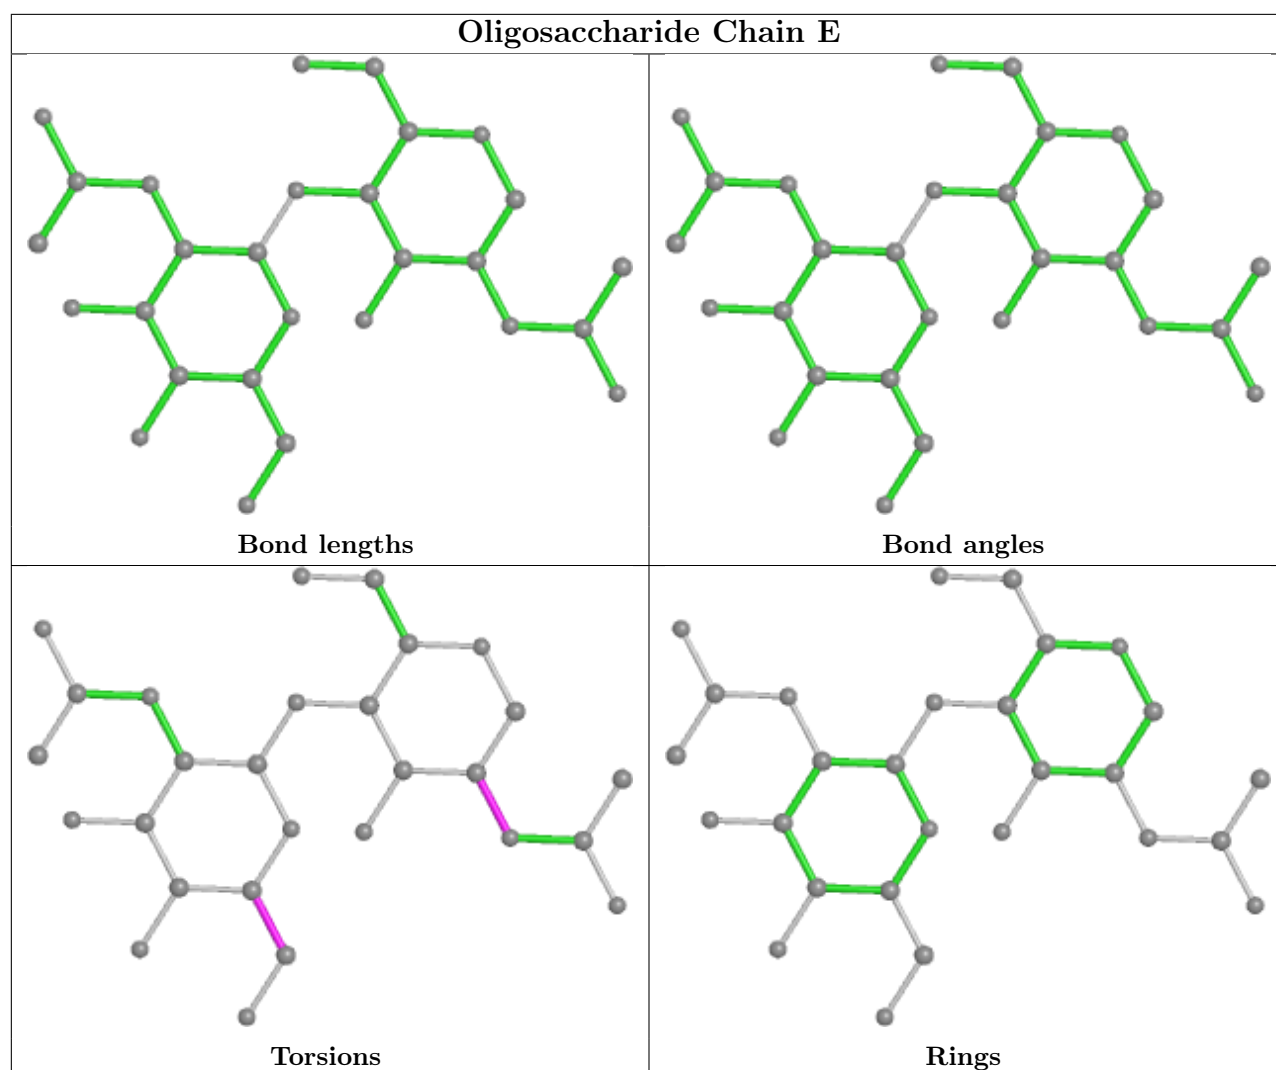 Oligosaccharide Chain E
Bond lengths
Bond angles
Torsions
Rings